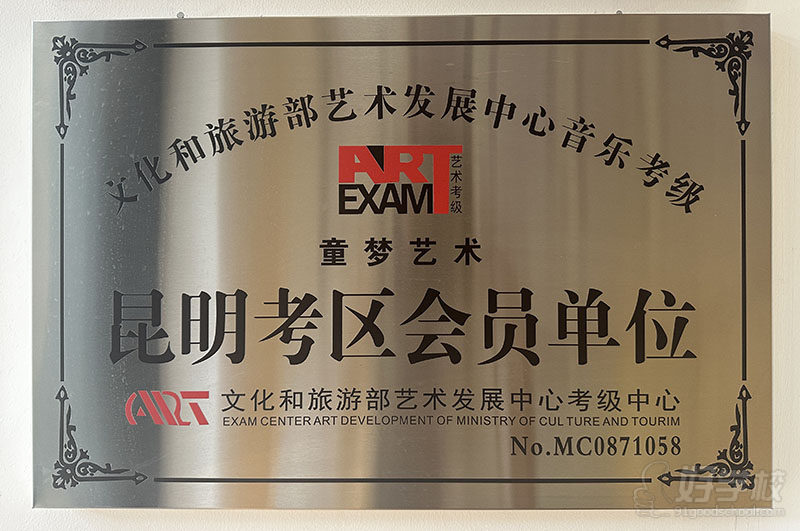 文化和旅游部艺术发展中心音乐考级
ART
EXAM
艺术考级
童梦艺术
昆明考区会员单位
ART 文化和旅游部艺术发展中心考级中心
EXAM CENTER ART DEVELOPMENT OF MINISTRY OF CULTURE AND TOURIM
No.MC0871058
好学校
91goodschool.com